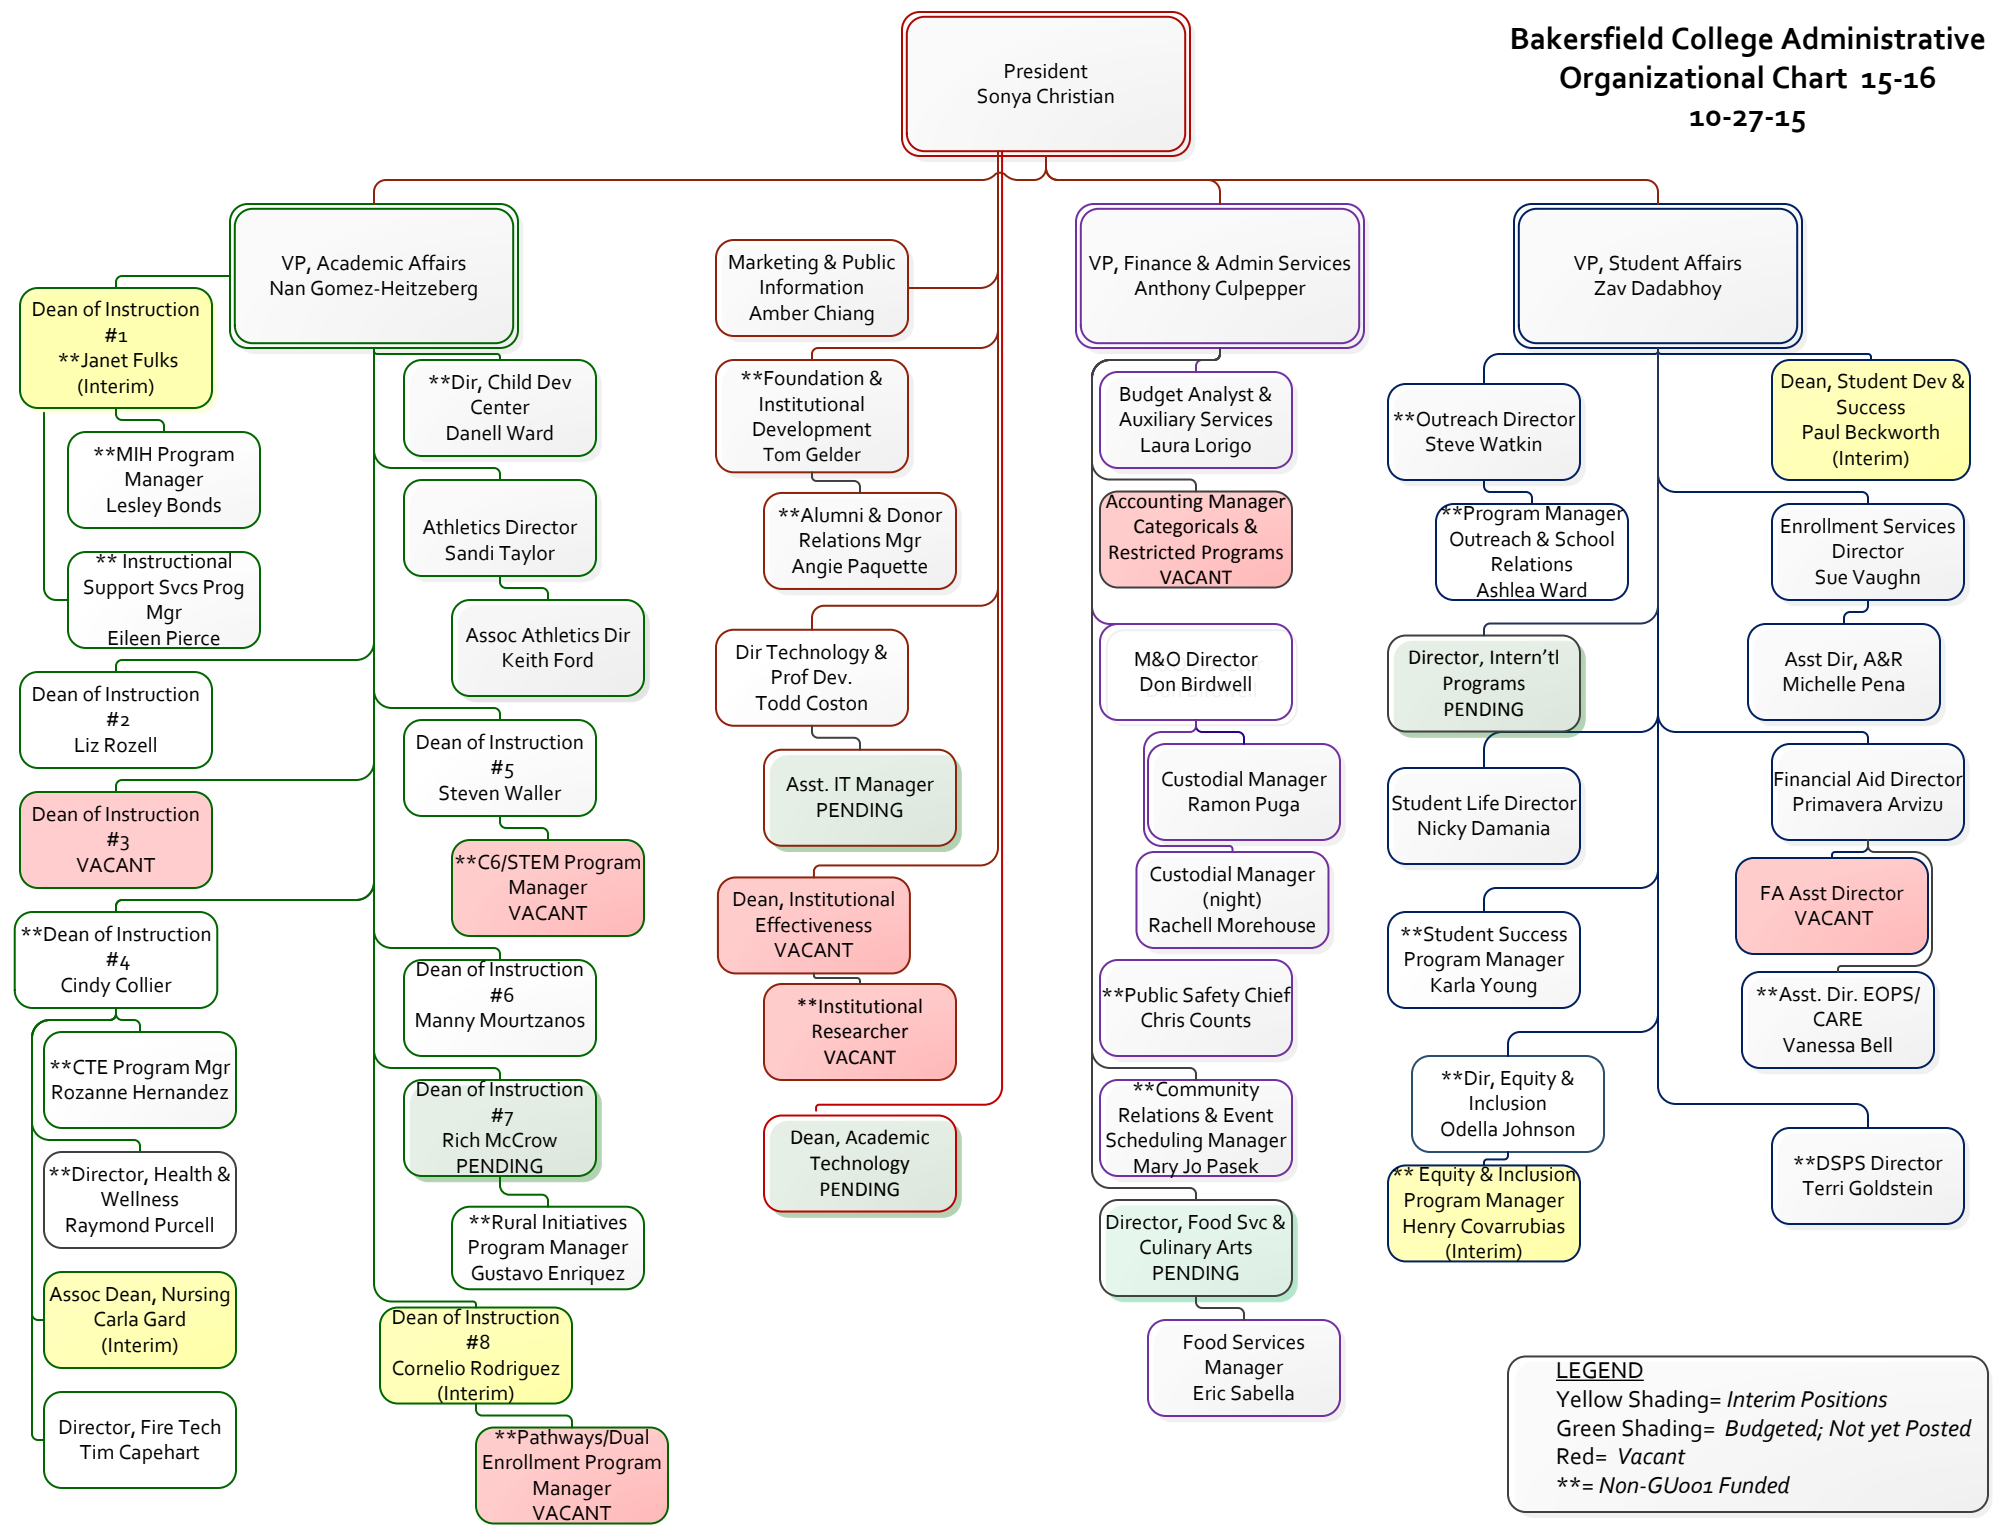 Bakersfield College Administrative
Organizational Chart 15-16
10-27-15
President
Sonya Christian
VP, Academic Affairs
Nan Gomez-Heitzeberg
Dean of Instruction
#1
**Janet Fulks
(Interim)
**MIH Program
Manager
Lesley Bonds
** Instructional
Support Svcs Prog
Mgr
Eileen Pierce
Dean of Instruction
#2
Liz Rozell
Dean of Instruction
#3
VACANT
**Dean of Instruction
#4
Cindy Collier
**CTE Program Mgr
Rozanne Hernandez
**Director, Health &
Wellness
Raymond Purcell
Assoc Dean, Nursing
Carla Gard
(Interim)
Director, Fire Tech
Tim Capehart
**Dir, Child Dev
Center
Danell Ward
Athletics Director
Sandi Taylor
Assoc Athletics Dir
Keith Ford
Dean of Instruction
#5
Steven Waller
**C6/STEM Program
Manager
VACANT
Dean of Instruction
#6
Manny Mourtzanos
Dean of Instruction
#7
Rich McCrow
PENDING
**Rural Initiatives
Program Manager
Gustavo Enriquez
Dean of Instruction
#8
Cornelio Rodriguez
(Interim)
**Pathways/Dual
Enrollment Program
Manager
VACANT
Marketing & Public
Information
Amber Chiang
**Foundation &
Institutional
Development
Tom Gelder
**Alumni & Donor
Relations Mgr
Angie Paquette
Dir Technology &
Prof Dev.
Todd Coston
Asst. IT Manager
PENDING
Dean, Institutional
Effectiveness
VACANT
**Institutional
Researcher
VACANT
Dean, Academic
Technology
PENDING
VP, Finance & Admin Services
Anthony Culpepper
Budget Analyst &
Auxiliary Services
Laura Lorigo
Accounting Manager
Categoricals &
Restricted Programs
VACANT
M&O Director
Don Birdwell
Custodial Manager
Ramon Puga
Custodial Manager
(night)
Rachell Morehouse
**Public Safety Chief
Chris Counts
**Community
Relations & Event
Scheduling Manager
Mary Jo Pasek
Director, Food Svc &
Culinary Arts
PENDING
Food Services
Manager
Eric Sabella
VP, Student Affairs
Zav Dadabhoy
**Outreach Director
Steve Watkin
**Program Manager
Outreach & School
Relations
Ashlea Ward
Director, Intern’tl
Programs
PENDING
Student Life Director
Nicky Damania
**Student Success
Program Manager
Karla Young
**Dir, Equity &
Inclusion
Odella Johnson
** Equity & Inclusion
Program Manager
Henry Covarrubias
(Interim)
Dean, Student Dev &
Success
Paul Beckworth
(Interim)
Enrollment Services
Director
Sue Vaughn
Asst Dir, A&R
Michelle Pena
Financial Aid Director
Primavera Arvizu
FA Asst Director
VACANT
**Asst. Dir. EOPS/
CARE
Vanessa Bell
**DSPS Director
Terri Goldstein
LEGEND
Yellow Shading= Interim Positions
Green Shading= Budgeted; Not yet Posted
Red= Vacant
**= Non-GU001 Funded